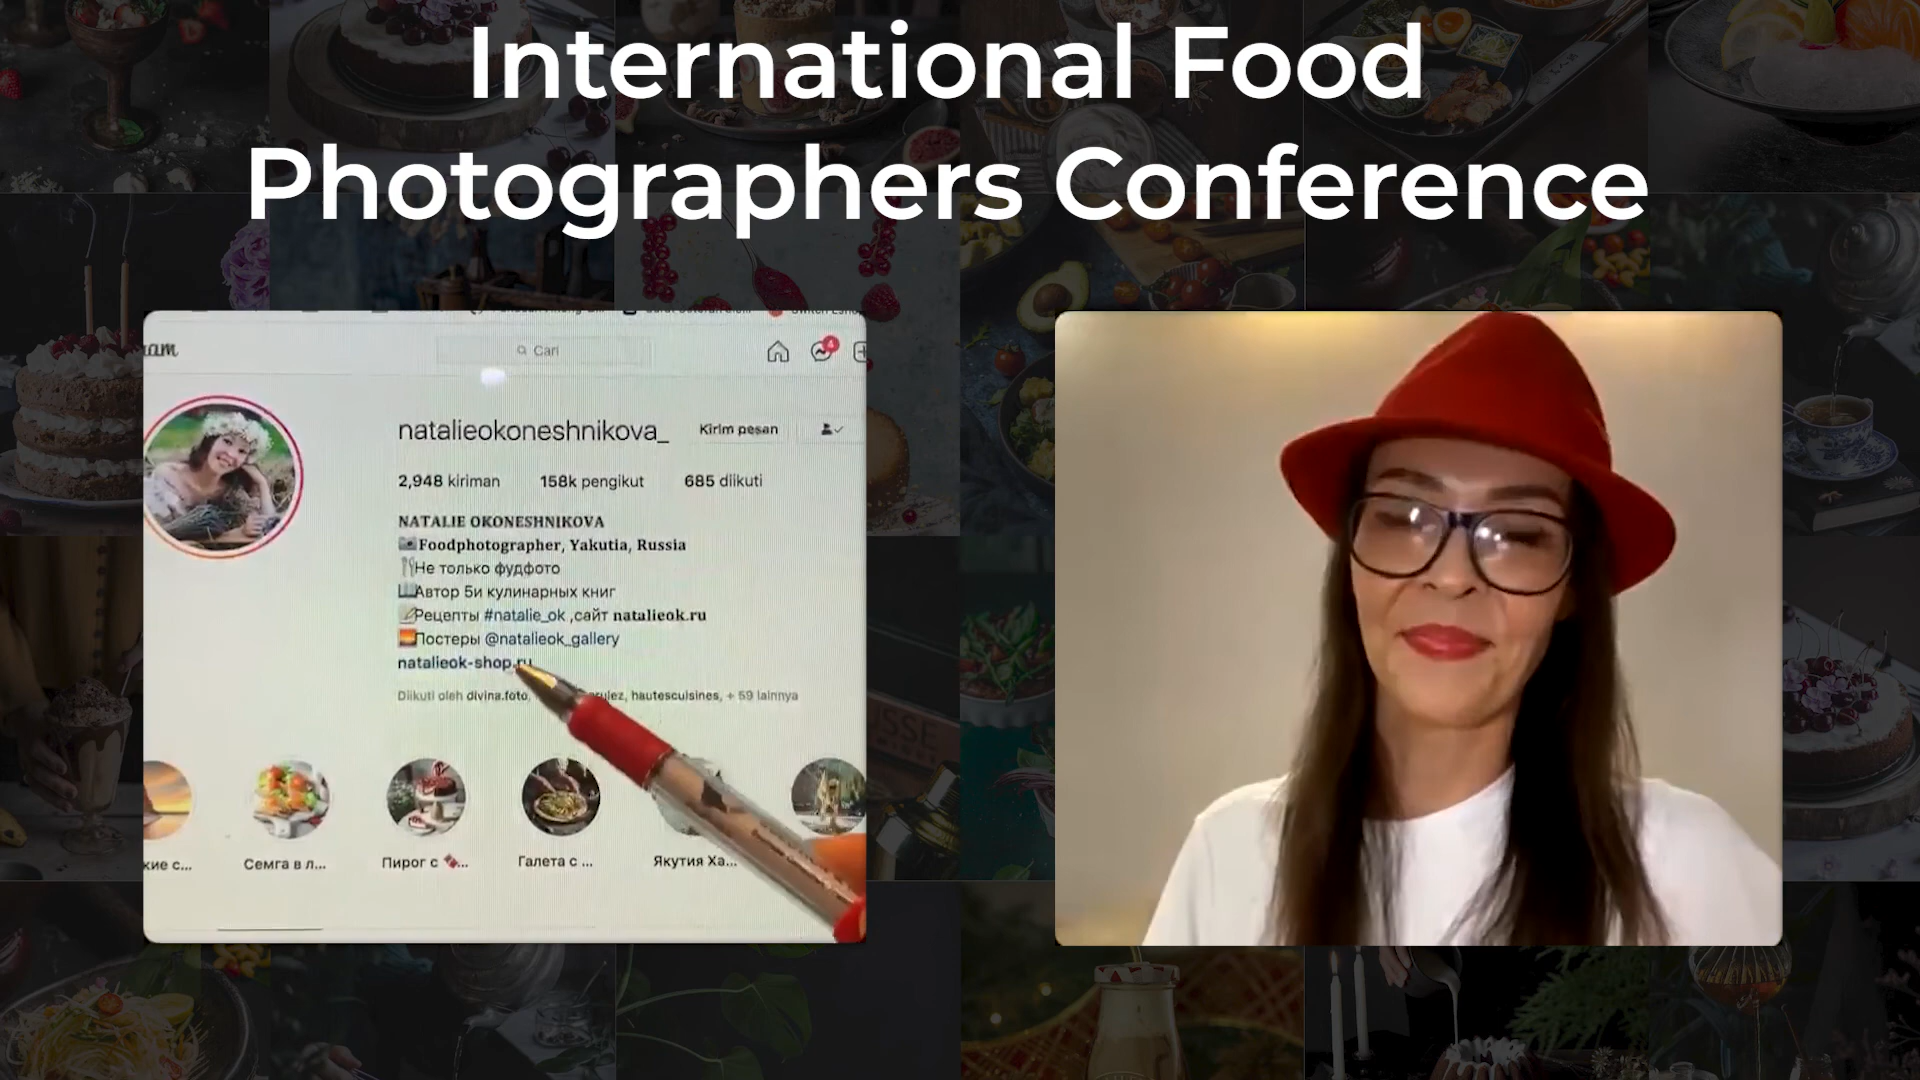 International Food
Photographers Conference
Cari
4
natalieokoneshnikova_ Kirim pesan
2,948 kiriman 158k pengikut 685 diikuti
NATALIE OKONESHNIKOVA
Foodphotographer, Yakutia, Russia
Не только фудфото
Автор 5и кулинарных книг
Рецепты #natalie_ok ,сайт natalieok.ru
Постеры @natalieok_gallery
natalieok-shop.ru
Diikuti oleh divina.foto, hautescuisines, + 59 lainnya
Семга в л... Пирог с ... Галета с ... Якутия Ха...